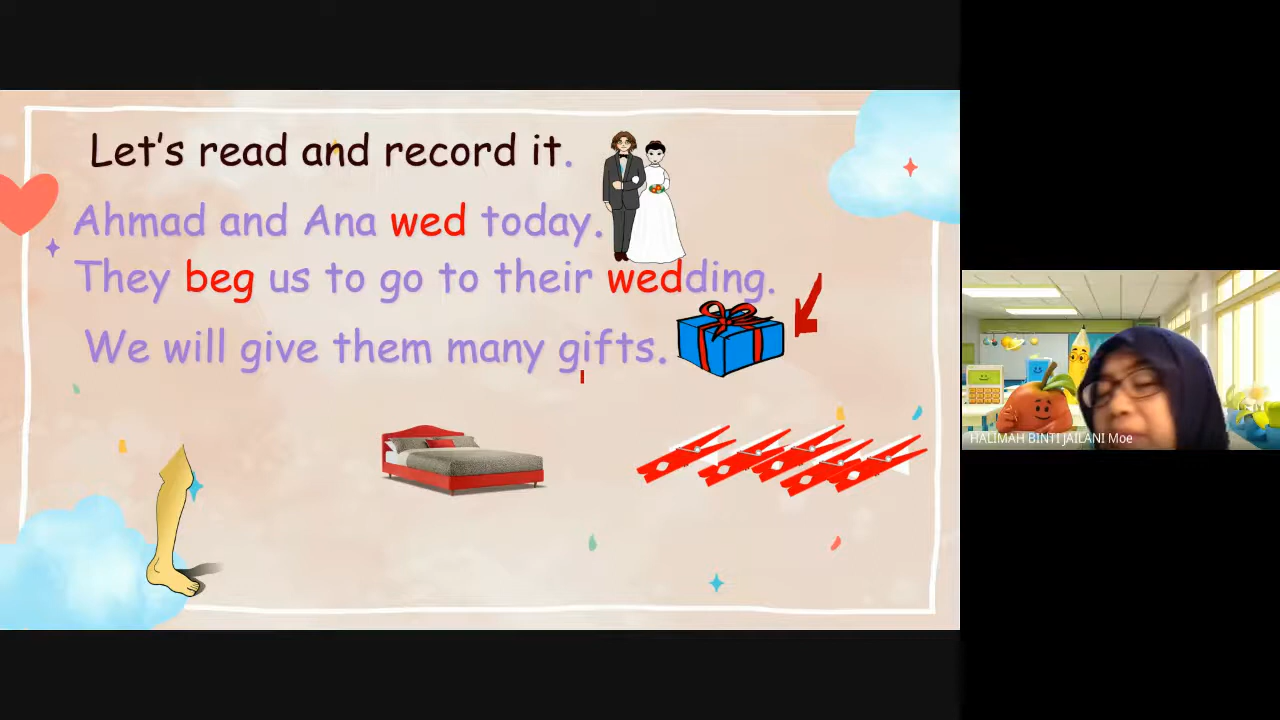 Let's read and record it.
Ahmad and Ana wed today.
They beg us to go to their wedding.
We will give them many gifts.
HALIMAH BINTI JAILANI Moe